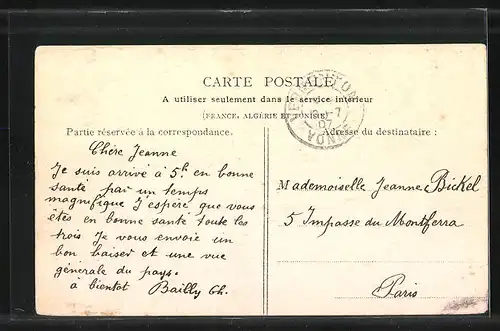 CARTE POSTALE
A utiliser seulement dans le service intérieur
(FRANCE, ALGÉRIE ET TUNISIE)
Partie réservée à la correspondance.
Adresse du destinataire :
Chère Jeanne
Je suis arrivé à 5h en bonne
santé par un temps
magnifique J'espère que vous
êtes en bonne santé toute les
trois Je vous envoie un
bon baiser et une vue
générale du pays.
à bientot Bailly Ch.
Mademoiselle Jeanne Bickel
5 Impasse du Montferra
Paris